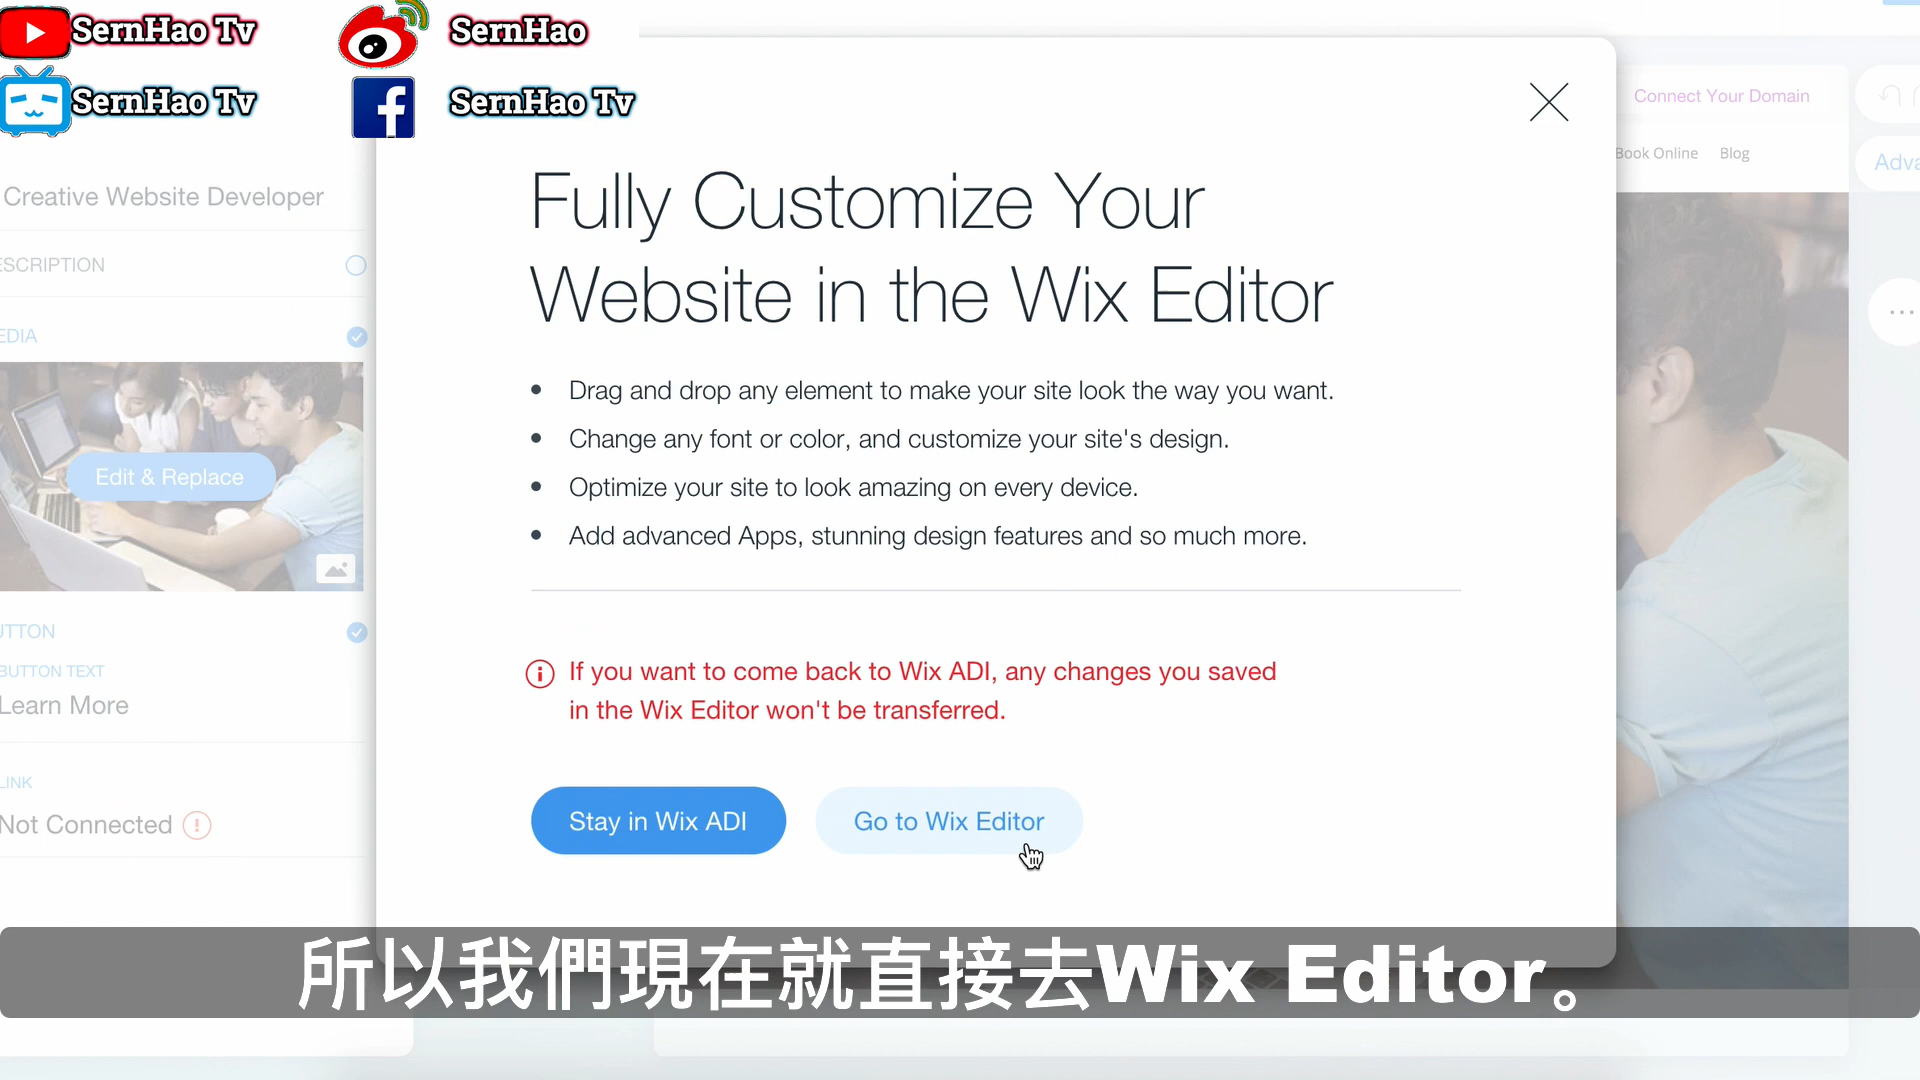 SernHao Tv
SernHao
SernHao Tv
SernHao Tv
Connect Your Domain
Book Online
Blog
Creative Website Developer
Fully Customize Your
Website in the Wix Editor
Drag and drop any element to make your site look the way you want.
Change any font or color, and customize your site's design.
Optimize your site to look amazing on every device.
Add advanced Apps, stunning design features and so much more.
Edit & Replace
If you want to come back to Wix ADI, any changes you saved
in the Wix Editor won't be transferred.
BUTTON TEXT
Learn More
LINK
Not Connected
Stay in Wix ADI
Go to Wix Editor
所以我們現在就直接去Wix Editor。